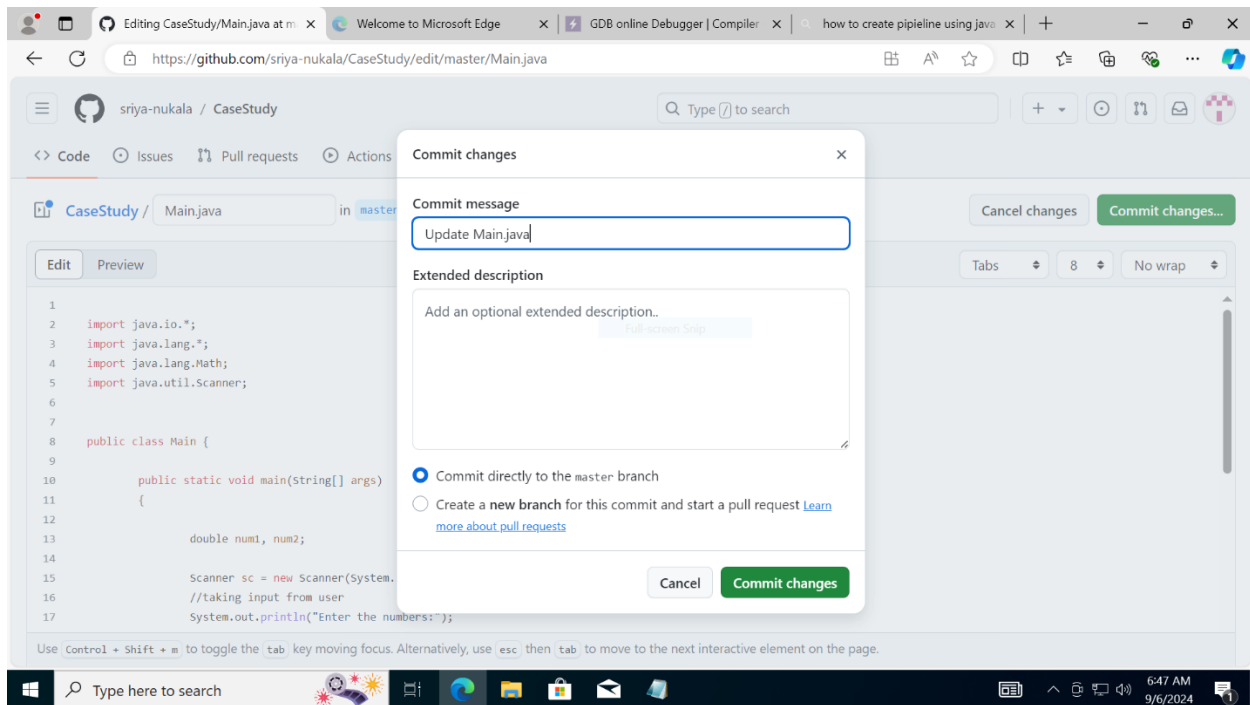 Editing CaseStudy/Main.java at m
Welcome to Microsoft Edge
GDB online Debugger | Compiler
how to create pipieline using java
https://github.com/sriya-nukala/CaseStudy/edit/master/Main.java
sriya-nukala / CaseStudy
Type / to search
<> Code
Issues
Pull requests
Actions
Commit changes
CaseStudy / Main.java in master
Cancel changes
Commit changes...
Commit message
Update Main.java
Edit
Preview
Tabs
8
No wrap
Extended description
Add an optional extended description..
Full-screen Snip
1
2 import java.io.*;
3 import java.lang.*;
4 import java.lang.Math;
5 import java.util.Scanner;
6
7
8 public class Main {
9
10 public static void main(String[] args)
11 {
12
13 double num1, num2;
14
15 Scanner sc = new Scanner(System.
16 //taking input from user
17 System.out.println("Enter the numbers:");
Commit directly to the master branch
Create a new branch for this commit and start a pull request Learn
more about pull requests
Cancel
Commit changes
Use Control + Shift + m to toggle the tab key moving focus. Alternatively, use esc then tab to move to the next interactive element on the page.
Type here to search
6:47 AM
9/6/2024
1